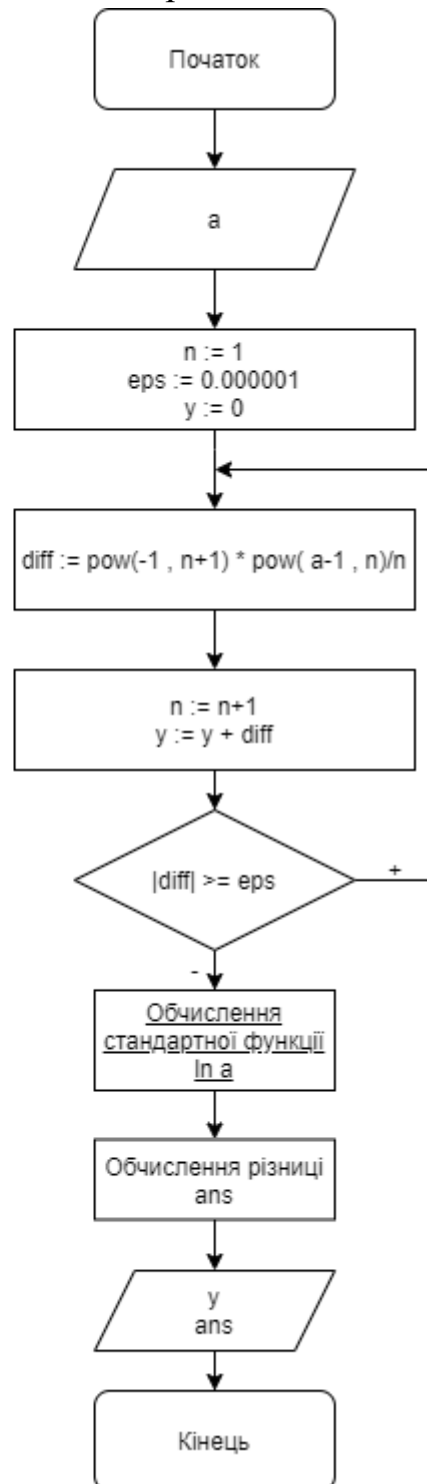 Початок
a
n := 1
eps := 0.000001
y := 0
diff := pow(-1 , n+1) * pow( a-1 , n)/n
n := n+1
y := y + diff
|diff| >= eps
+
-
Обчислення
стандартної функції
ln a
Обчислення різниці
ans
y
ans
Кінець